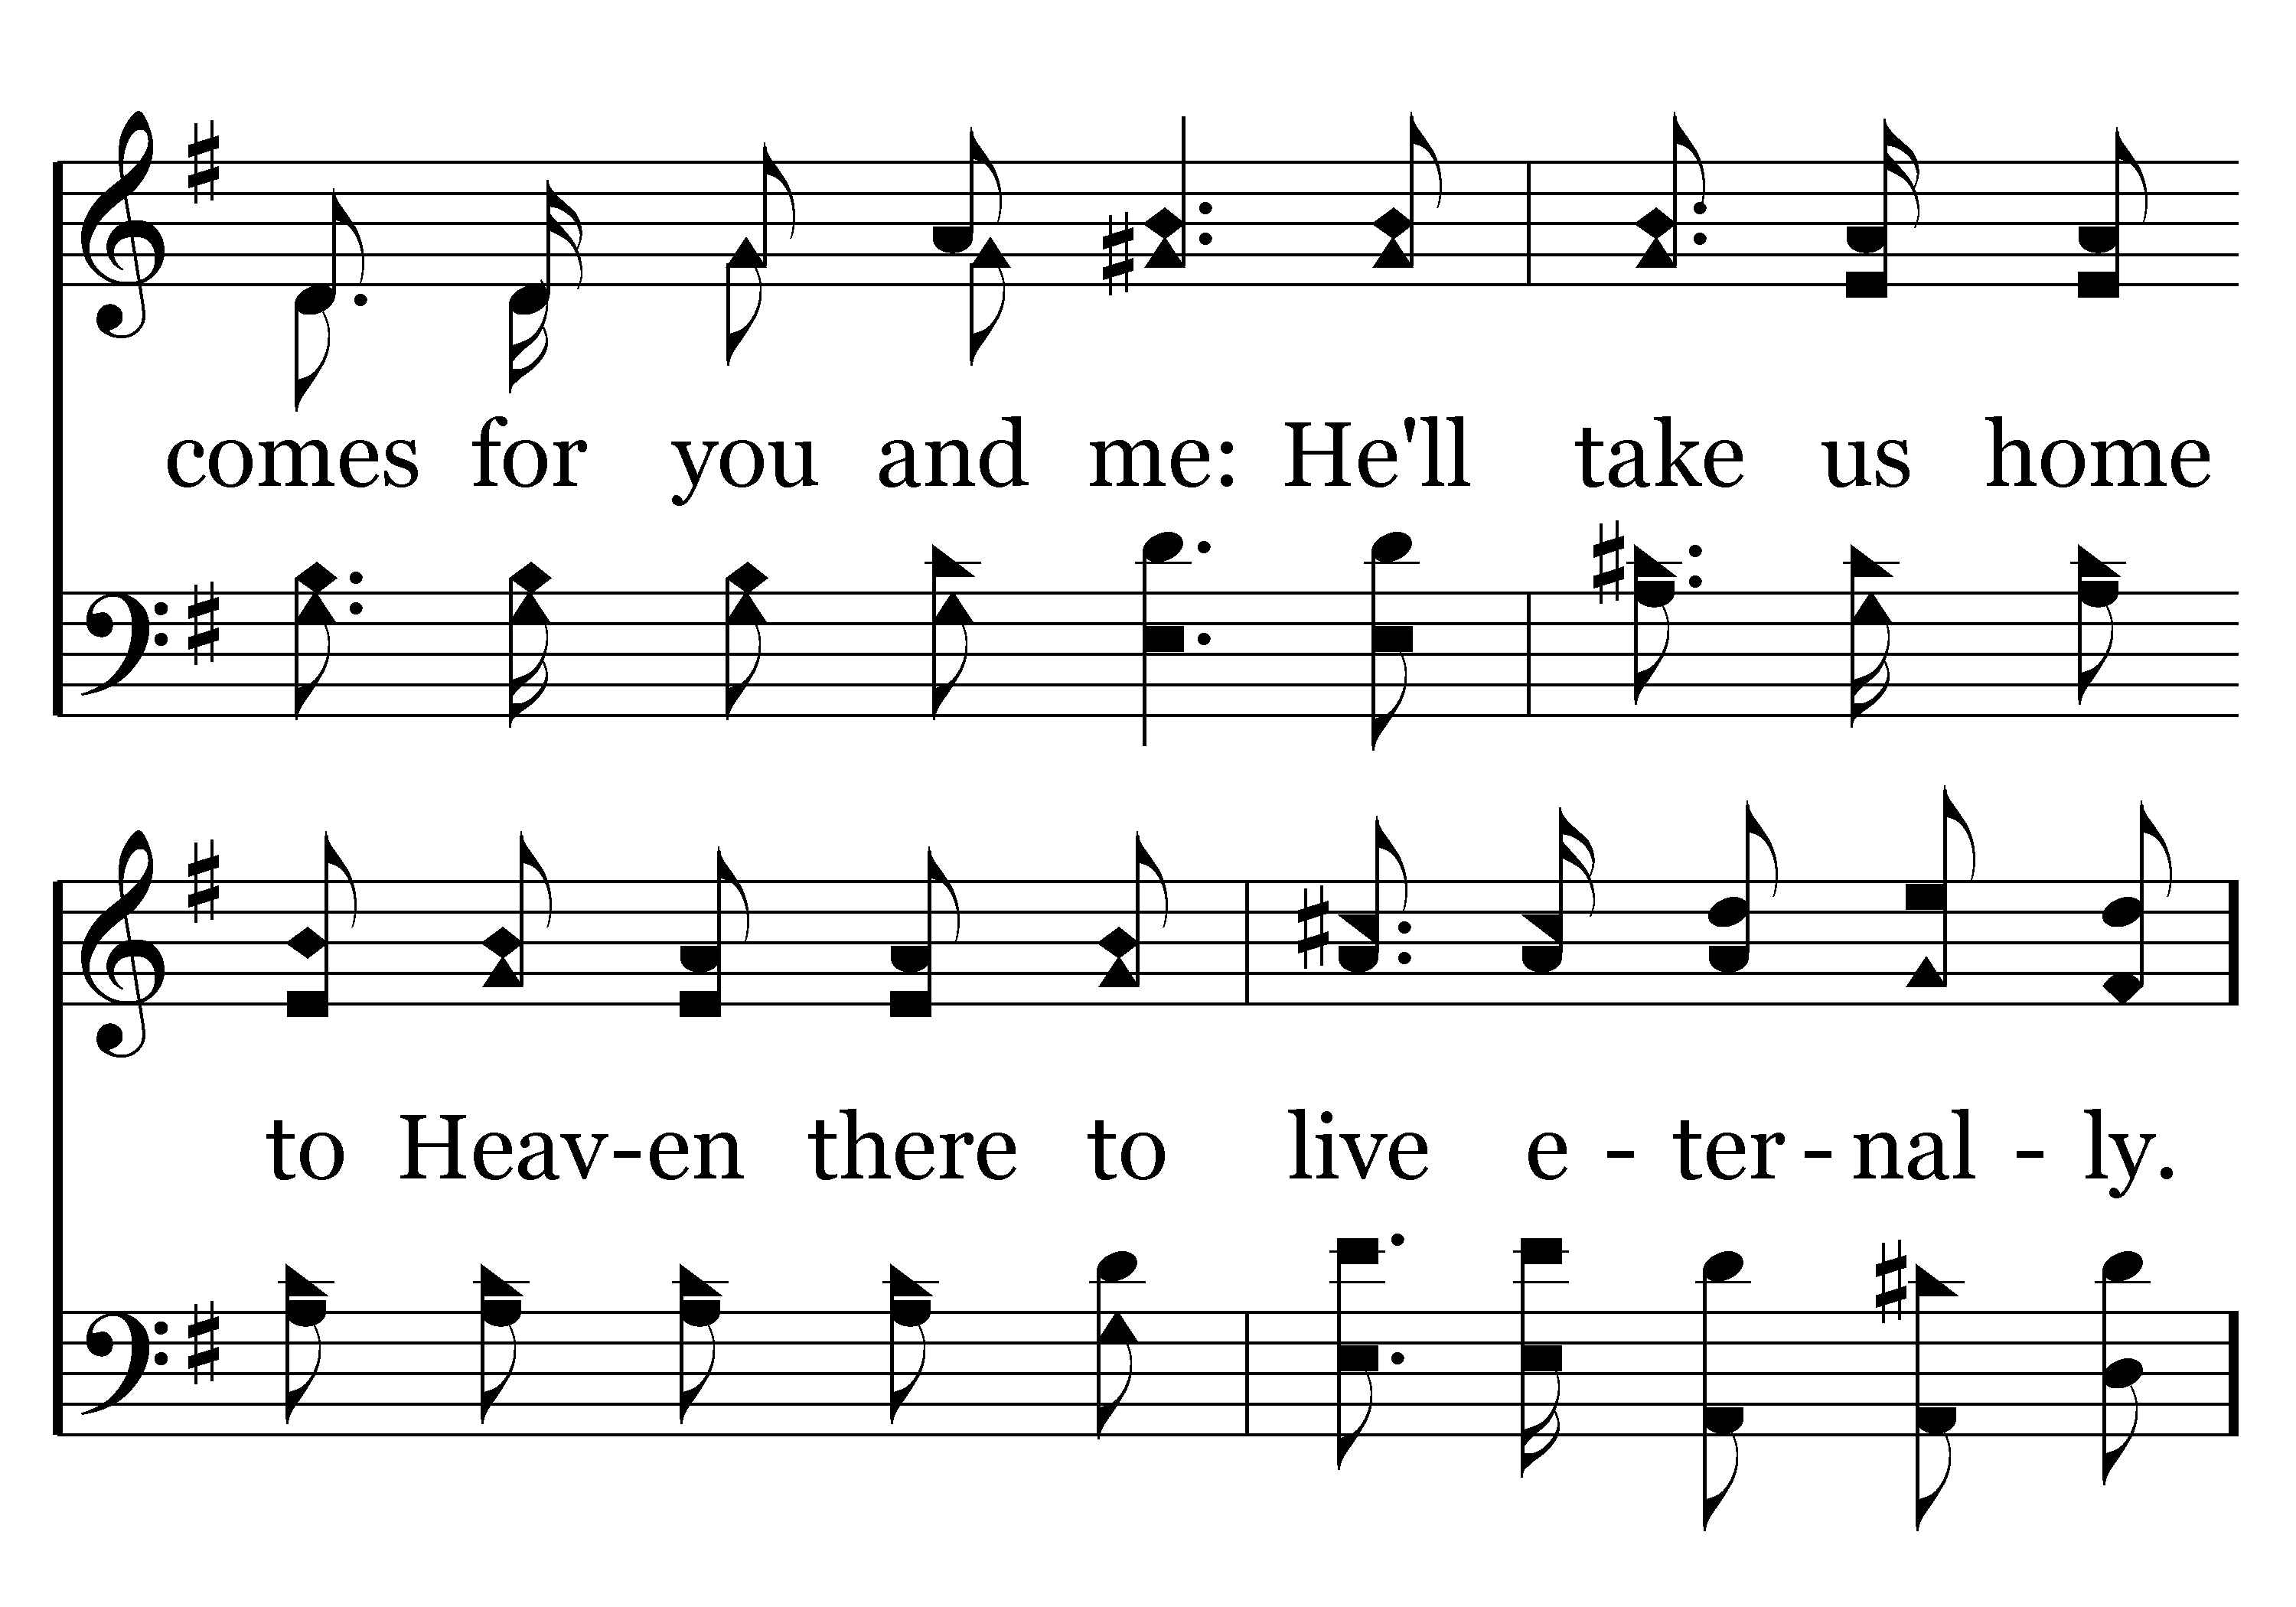 comes for you and me: He'll take us home
to Heav-en there to live e - ter - nal - ly.